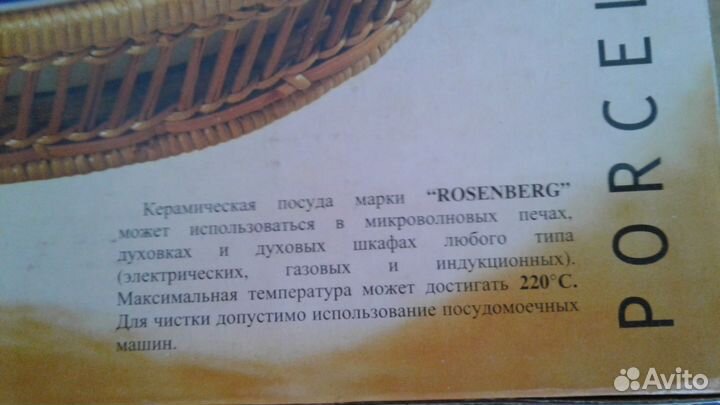 Керамическая посуда марки “ROSENBERG”
может использоваться в микроволновых печах,
духовках и духовых шкафах любого типа
(электрических, газовых и индукционных).
Максимальная температура может достигать 220°С.
Для чистки допустимо использование посудомоечных
машин.
PORCEL
Avito